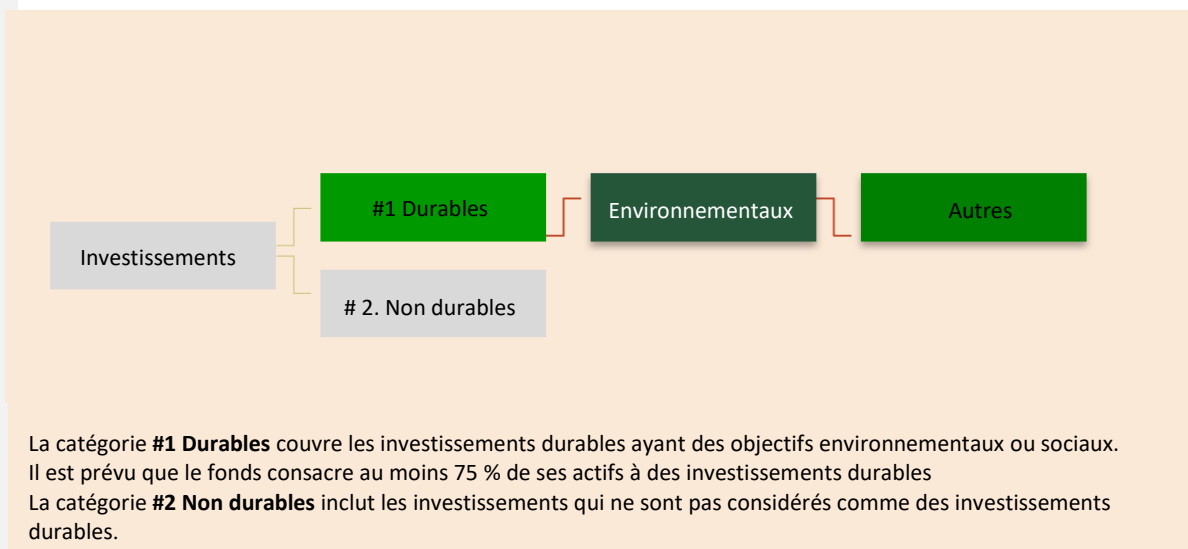 #1 Durables
Environnementaux
Autres
Investissements
# 2. Non durables
La catégorie #1 Durables couvre les investissements durables ayant des objectifs environnementaux ou sociaux.
Il est prévu que le fonds consacre au moins 75 % de ses actifs à des investissements durables
La catégorie #2 Non durables inclut les investissements qui ne sont pas considérés comme des investissements
durables.